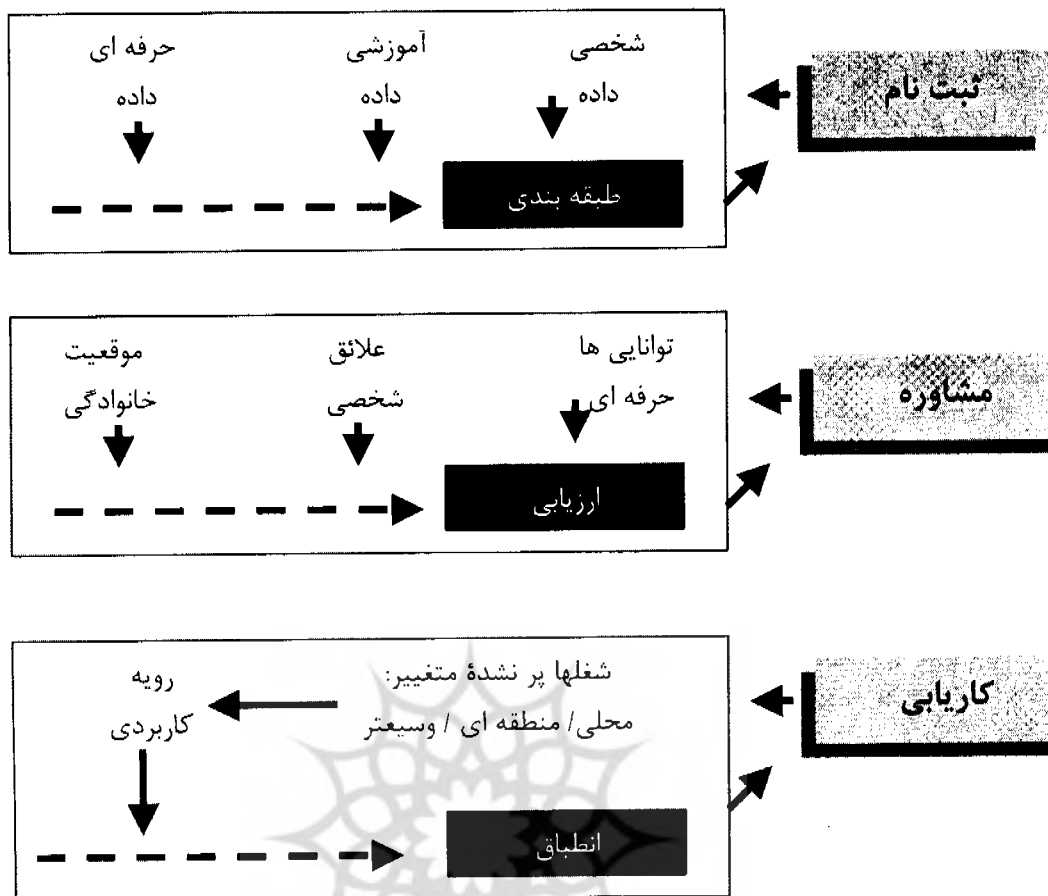 ثبت نام
شخصی
داده
آموزشی
داده
حرفه ای
داده
طبقه بندی
مشاوره
توانایی ها
حرفه ای
علائق
شخصی
موقعیت
خانوادگی
ارزیابی
کاریابی
شغلها پر نشدهٔ متغییر:
محلی/ منطقه ای / وسیعتر
رویه
کاربردی
انطباق